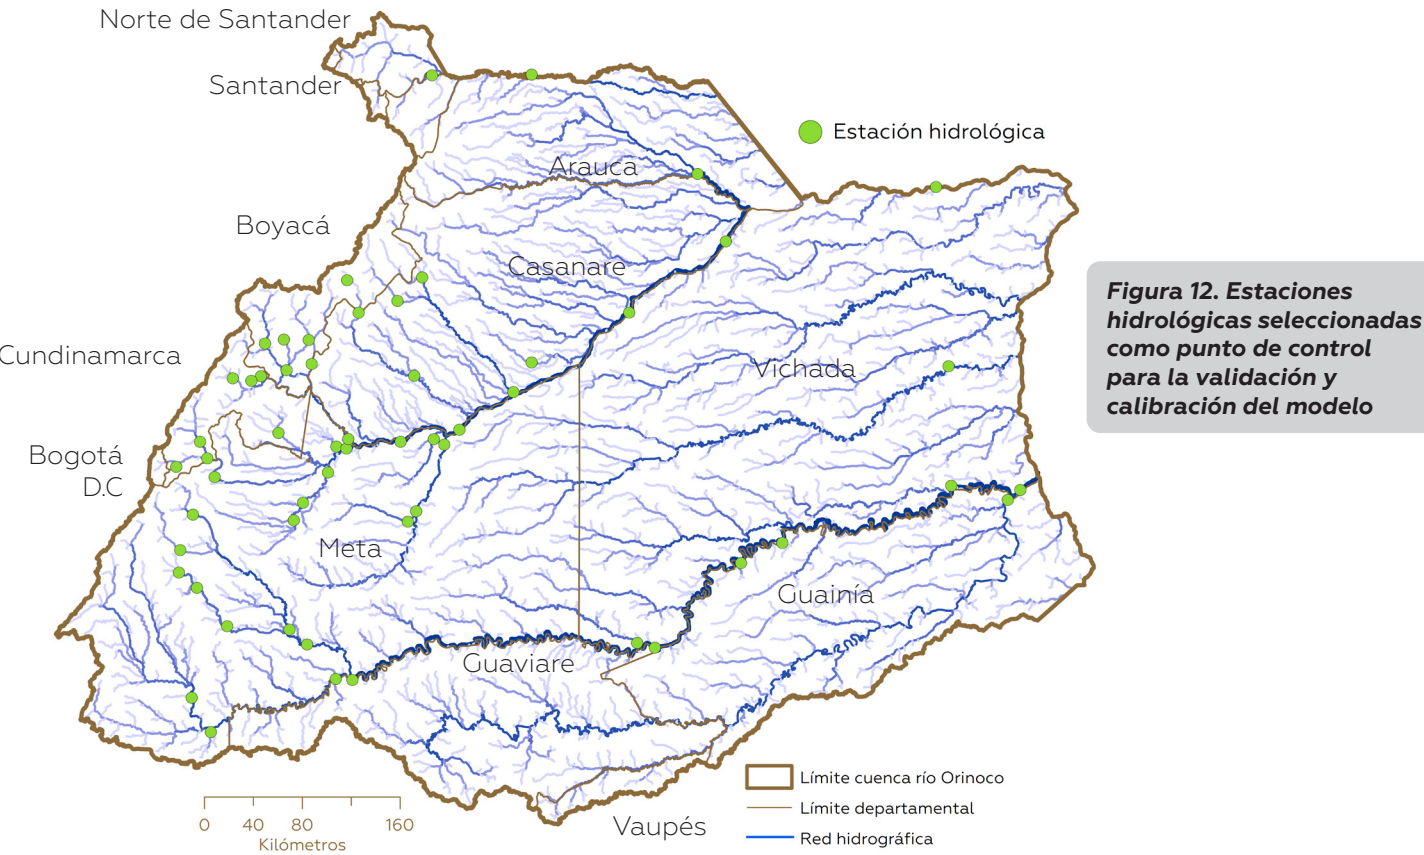 Norte de Santander
Santander
Estación hidrológica
Arauca
Boyacá
Casanare
Cundinamarca
Vichada
Bogotá
D.C
Meta
Guainía
Guaviare
Vaupés
Figura 12. Estaciones
hidrológicas seleccionadas
como punto de control
para la validación y
calibración del modelo
0 40 80 160
Kilómetros
Límite cuenca río Orinoco
Límite departamental
Red hidrográfica